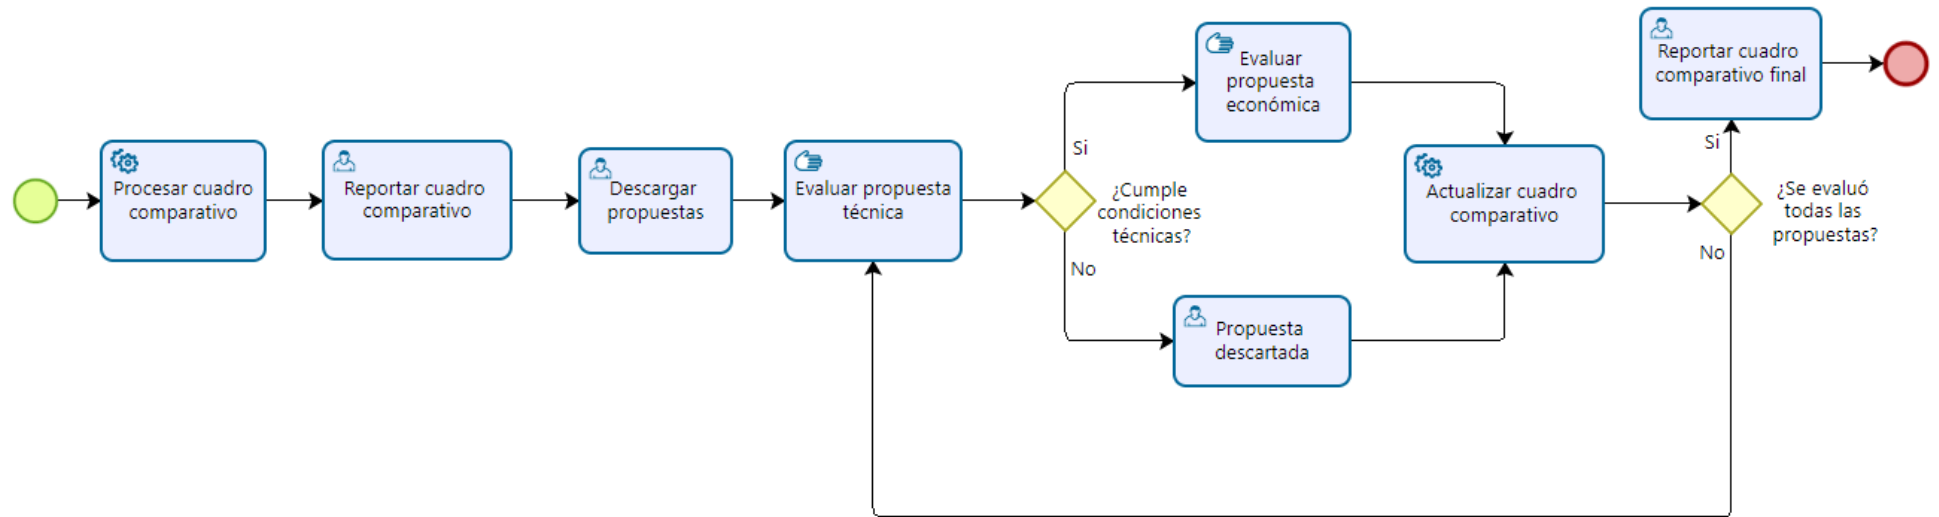 Procesar cuadro
comparativo
Reportar cuadro
comparativo
Descargar
propuestas
Evaluar propuesta
técnica
Si
¿Cumple
condiciones
técnicas?
No
Evaluar
propuesta
económica
Propuesta
descartada
Actualizar cuadro
comparativo
Si
¿Se evaluó
todas las
propuestas?
No
Reportar cuadro
comparativo final